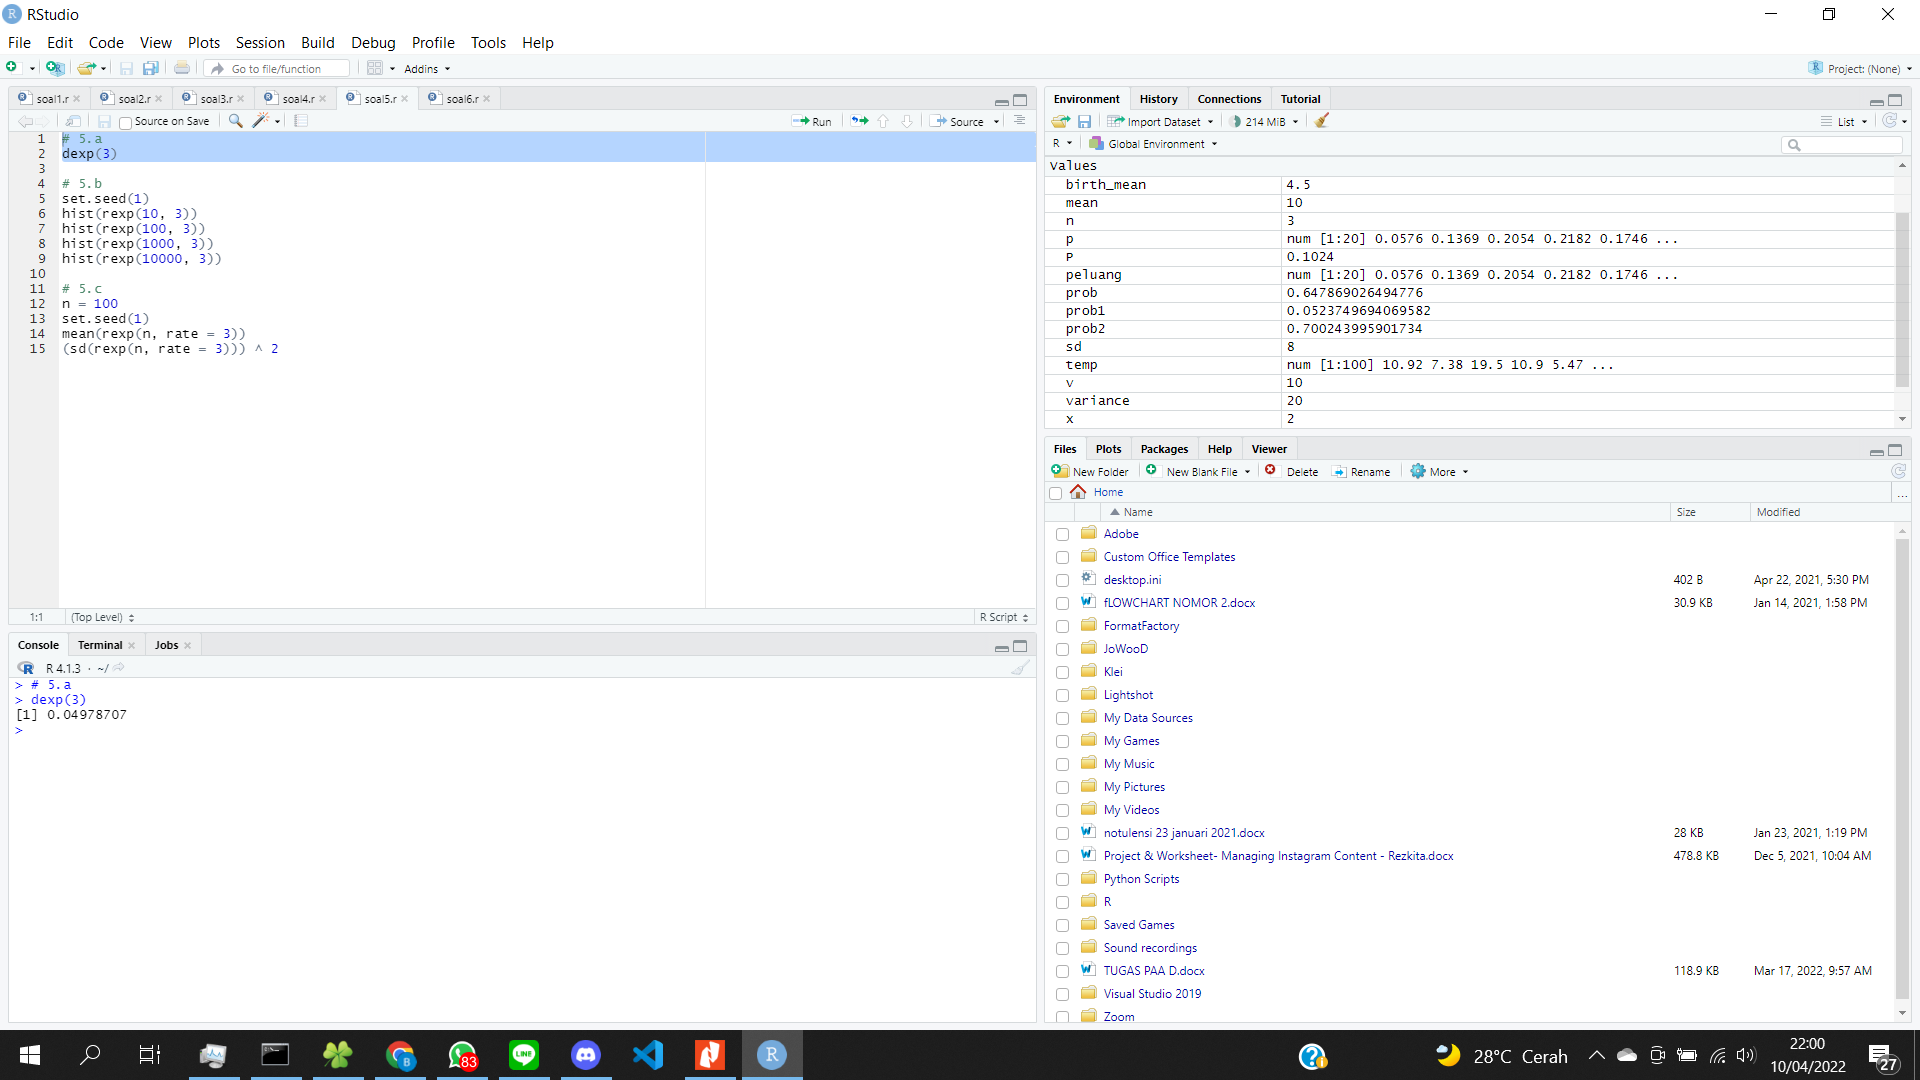 RStudio
File Edit Code View Plots Session Build Debug Profile Tools Help
Go to file/function Addins Project: (None)
soal1.r soal2.r soal3.r soal4.r soal5.r soal6.r
Source on Save Run Source
1 # 5.a
2 dexp(3)
3
4 # 5.b
5 set.seed(1)
6 hist(rexp(10, 3))
7 hist(rexp(100, 3))
8 hist(rexp(1000, 3))
9 hist(rexp(10000, 3))
10
11 # 5.c
12 n = 100
13 set.seed(1)
14 mean(rexp(n, rate = 3))
15 (sd(rexp(n, rate = 3))) ^ 2
1:1 (Top Level) R Script
Console Terminal Jobs
R 4.1.3 · ~/
> # 5.a
> dexp(3)
[1] 0.04978707
>
Environment History Connections Tutorial
Import Dataset 214 MiB List
R Global Environment
Values
birth_mean 4.5
mean 10
n 3
p num [1:20] 0.0576 0.1369 0.2054 0.2182 0.1746 ...
P 0.1024
peluang num [1:20] 0.0576 0.1369 0.2054 0.2182 0.1746 ...
prob 0.647869026494776
prob1 0.0523749694069582
prob2 0.700243995901734
sd 8
temp num [1:100] 10.92 7.38 19.5 10.9 5.47 ...
v 10
variance 20
x 2
Files Plots Packages Help Viewer
New Folder New Blank File Delete Rename More
Home ...
Name Size Modified
Adobe
Custom Office Templates
desktop.ini 402 B Apr 22, 2021, 5:30 PM
fLOWCHART NOMOR 2.docx 30.9 KB Jan 14, 2021, 1:58 PM
FormatFactory
JoWooD
Klei
Lightshot
My Data Sources
My Games
My Music
My Pictures
My Videos
notulensi 23 januari 2021.docx 28 KB Jan 23, 2021, 1:19 PM
Project & Worksheet- Managing Instagram Content - Rezkita.docx 478.8 KB Dec 5, 2021, 10:04 AM
Python Scripts
R
Saved Games
Sound recordings
TUGAS PAA D.docx 118.9 KB Mar 17, 2022, 9:57 AM
Visual Studio 2019
Zoom
83 LINE R 28°C Cerah 22:00
10/04/2022 27